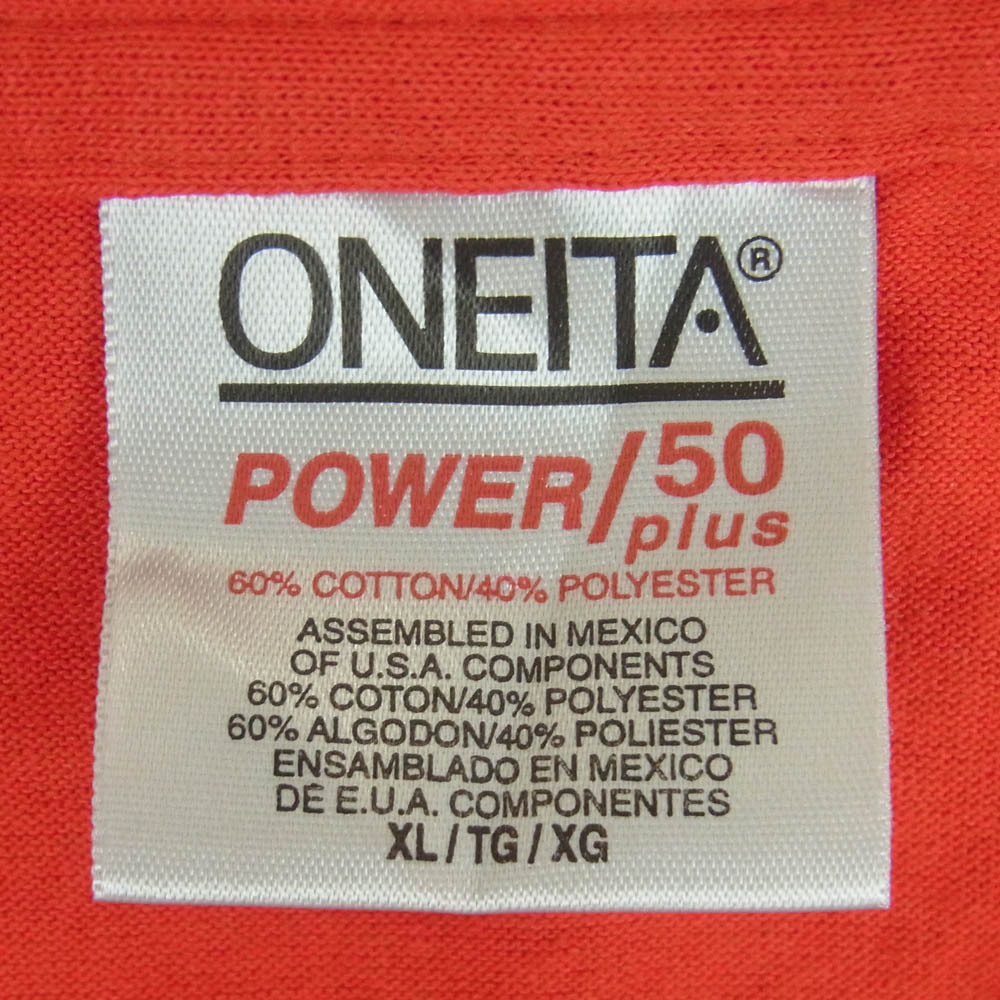 ONEITA®
POWER/50 plus
60% COTTON/40% POLYESTER
ASSEMBLED IN MEXICO
OF U.S.A. COMPONENTS
60% COTON/40% POLYESTER
60% ALGODON/40% POLIESTER
ENSAMBLADO EN MEXICO
DE E.U.A. COMPONENTES
XL/TG/XG